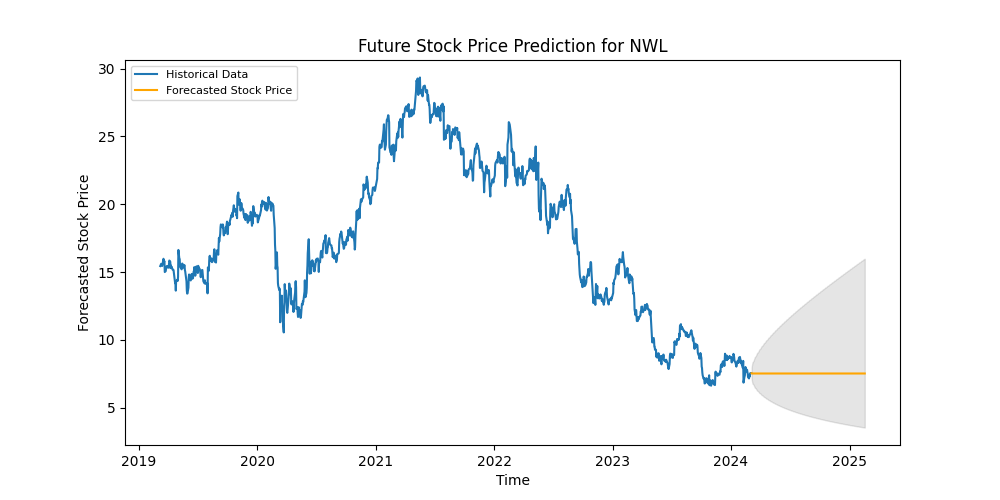 Future Stock Price Prediction for NWL
Historical Data
Forecasted Stock Price
Forecasted Stock Price
30
25
20
15
10
5
2019 2020 2021 2022 2023 2024 2025
Time